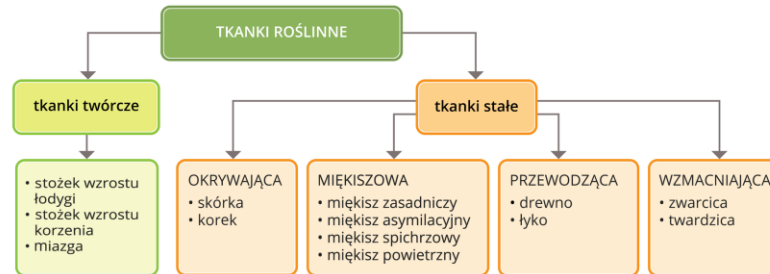 TKANKI ROŚLINNE
tkanki twórcze
tkanki stałe
• stożek wzrostu
łodygi
• stożek wzrostu
korzenia
• miazga
OKRYWAJĄCA
• skórka
• korek
MIĘKISZOWA
• miękisz zasadniczy
• miękisz asymilacyjny
• miękisz spichrzowy
• miękisz powietrzny
PRZEWODZĄCA
• drewno
• łyko
WZMACNIAJĄCA
• zwarcica
• twardzica